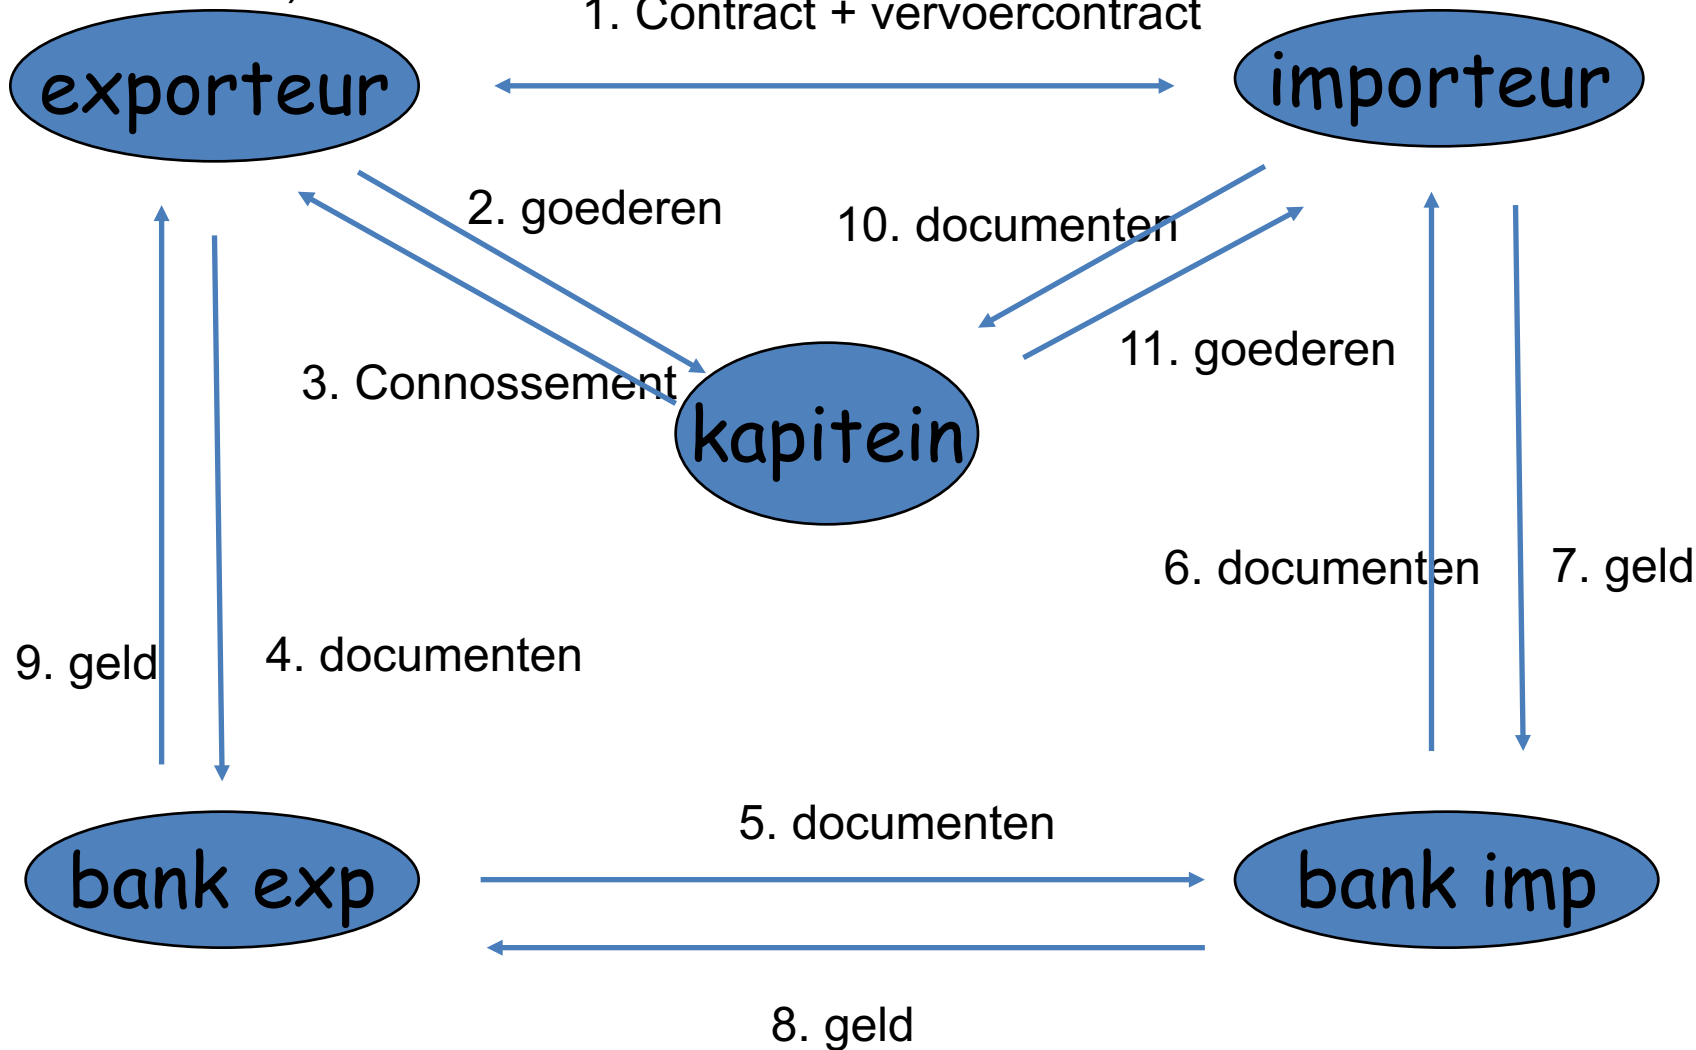 1. Contract + vervoercontract
exporteur
importeur
2. goederen
10. documenten
3. Connossement
11. goederen
kapitein
6. documenten
7. geld
9. geld
4. documenten
5. documenten
bank exp
bank imp
8. geld